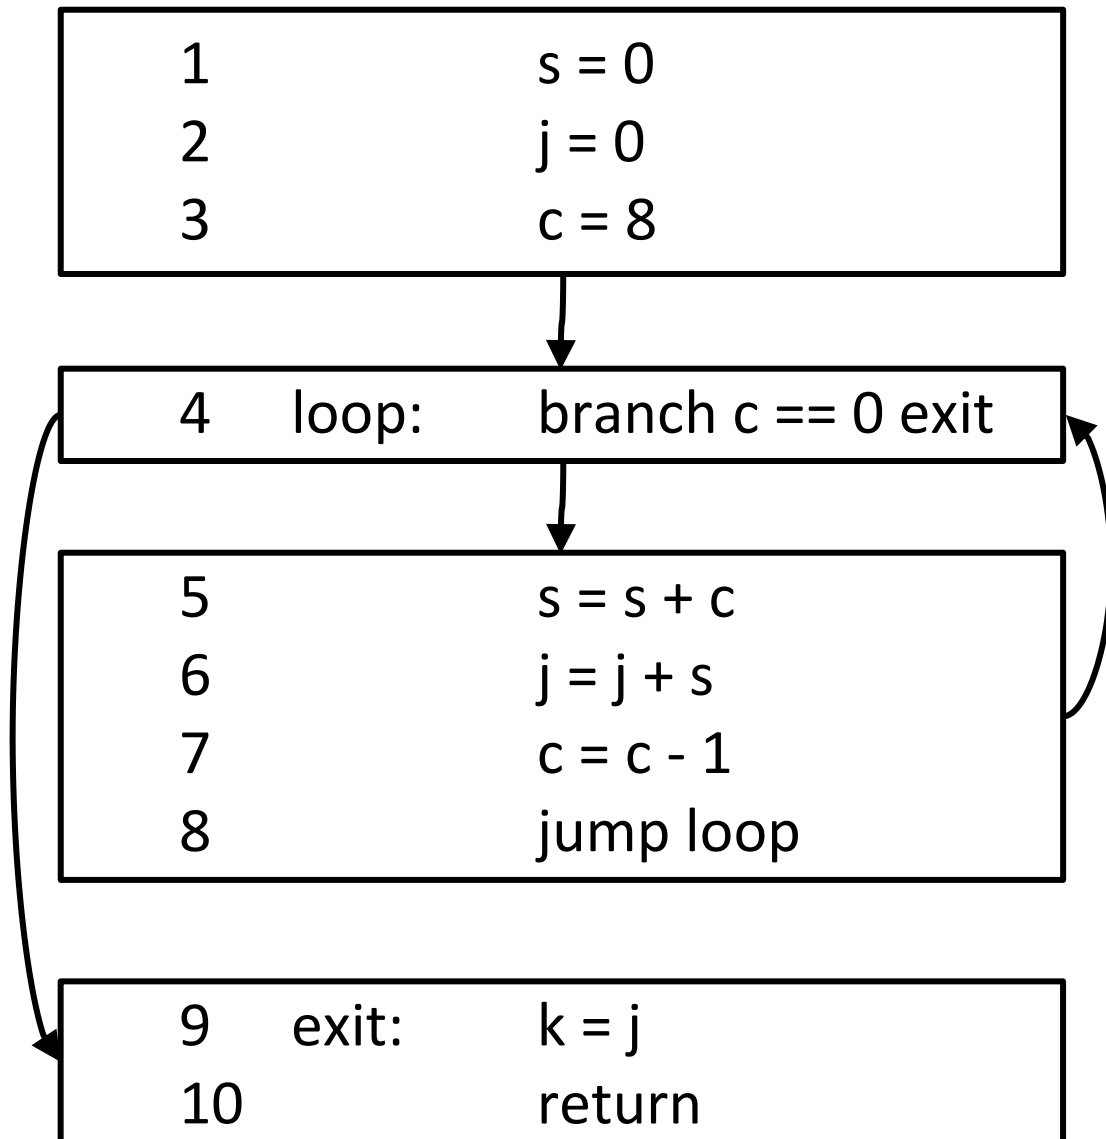 1 s = 0
2 j = 0
3 c = 8
4 loop: branch c == 0 exit
5 s = s + c
6 j = j + s
7 c = c - 1
8 jump loop
9 exit: k = j
10 return